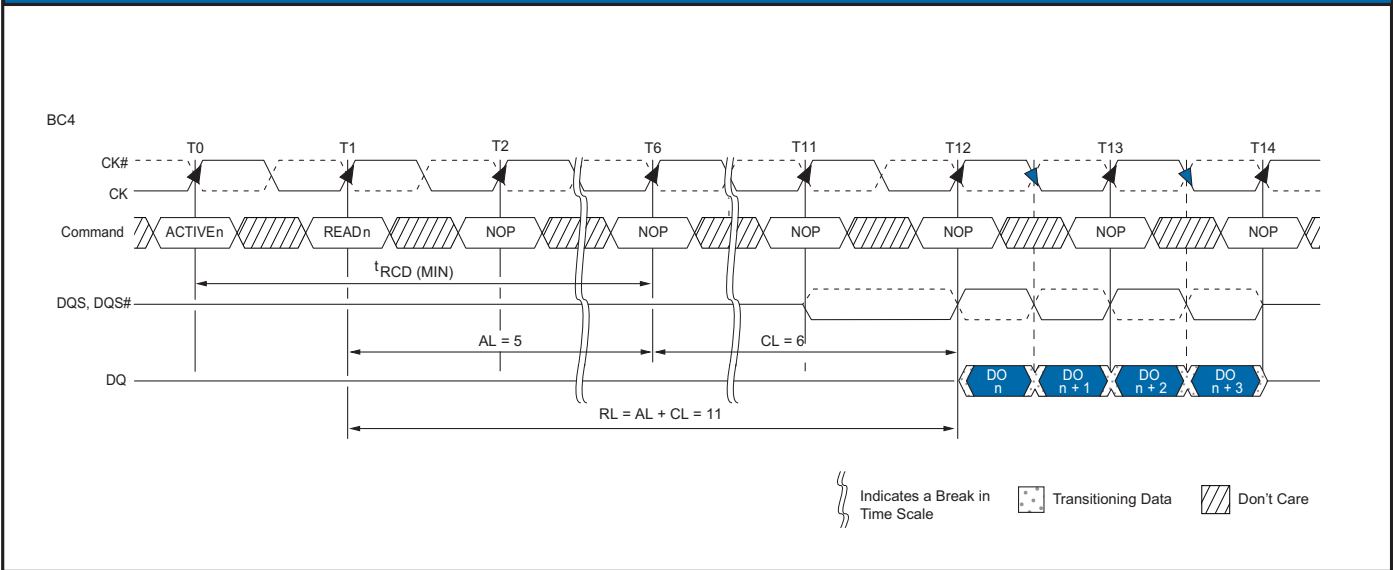 BC4
T0 T1 T2 T6 T11 T12 T13 T14
CK#
CK
Command ACTIVEn READn NOP NOP NOP NOP NOP NOP
tRCD (MIN)
DQS, DQS#
AL = 5 CL = 6
DQ DO n DO n + 1 DO n + 2 DO n + 3
RL = AL + CL = 11
Indicates a Break in
Time Scale
Transitioning Data
Don't Care